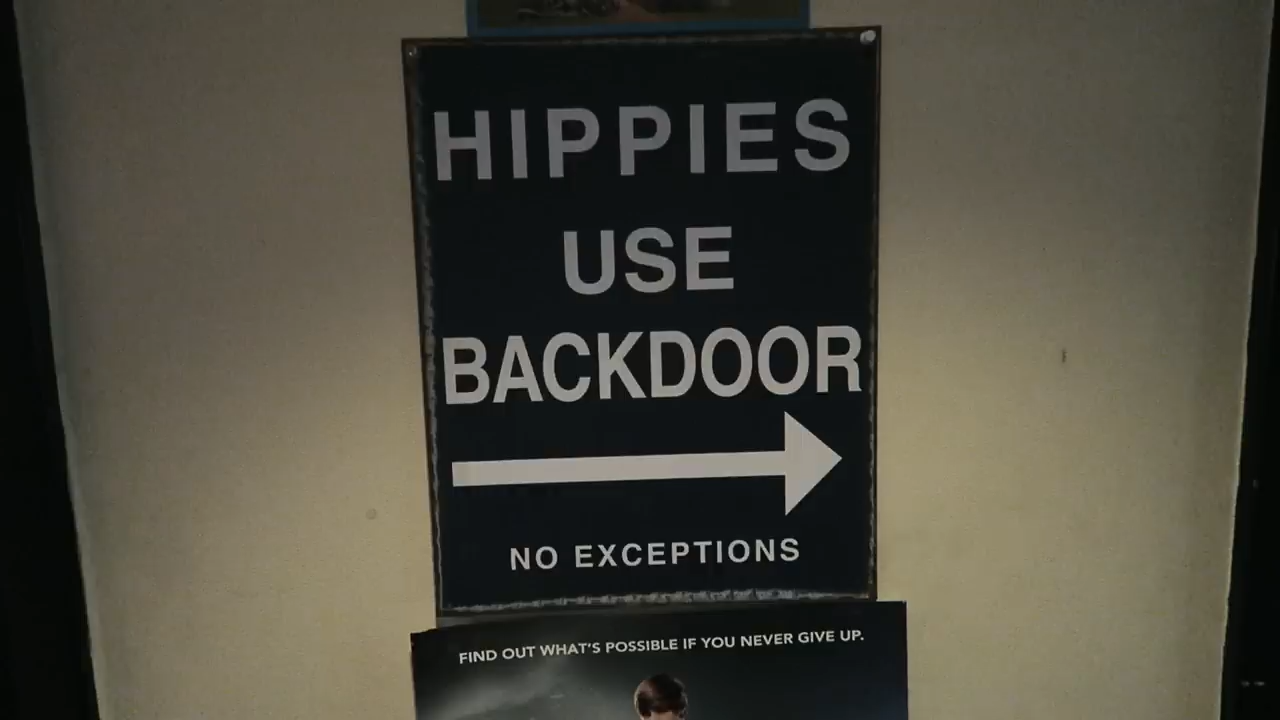 HIPPIES
USE
BACKDOOR
NO EXCEPTIONS
FIND OUT WHAT'S POSSIBLE IF YOU NEVER GIVE UP.